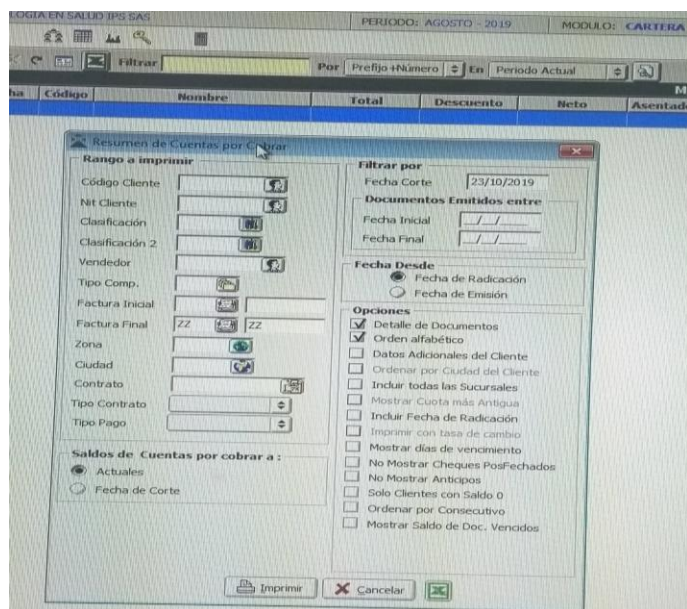 LOGIA EN SALUD IPS SAS PERIODO: AGOSTO - 2019 MODULO: CARTERA
Filtrar Por Prefijo+Número En Periodo Actual
ha Código Nombre Total Descuento Neto Asentado
Resumen de Cuentas por Cobrar
Rango a imprimir
Código Cliente
Nit Cliente
Clasificación
Clasificación 2
Vendedor
Tipo Comp.
Factura Inicial
Factura Final ZZ ZZ
Zona
Ciudad
Contrato
Tipo Contrato
Tipo Pago
Saldos de Cuentas por cobrar a :
Actuales
Fecha de Corte
Filtrar por
Fecha Corte 23/10/2019
Documentos Emitidos entre
Fecha Inicial _/_/_
Fecha Final _/_/_
Fecha Desde
Fecha de Radicación
Fecha de Emisión
Opciones
Detalle de Documentos
Orden alfabético
Datos Adicionales del Cliente
Ordenar por Ciudad del Cliente
Incluir todas las Sucursales
Mostrar Cuota más Antigua
Incluir Fecha de Radicación
Imprimir con tasa de cambio
Mostrar días de vencimiento
No Mostrar Cheques PosFechados
No Mostrar Anticipos
Solo Clientes con Saldo 0
Ordenar por Consecutivo
Mostrar Saldo de Doc. Vencidos
Imprimir Cancelar